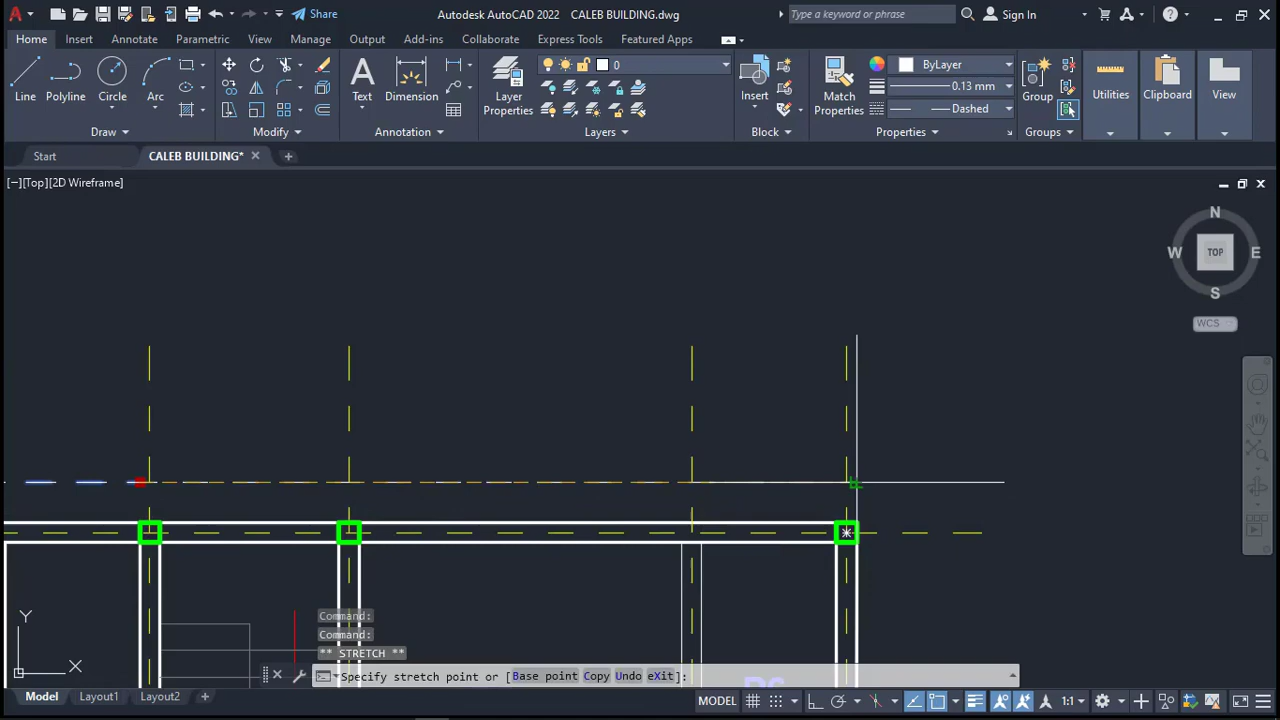 Share
Autodesk AutoCAD 2022 CALEB BUILDING.dwg
Type a keyword or phrase
Sign In
Home Insert Annotate Parametric View Manage Output Add-ins Collaborate Express Tools Featured Apps
0
ByLayer
0.13 mm
Dashed
Line Polyline Circle Arc
Text Dimension
Layer Properties
Insert
Match Properties
Group
Utilities Clipboard View
Draw Modify Annotation Layers Block Properties Groups
Start CALEB BUILDING*
[−][Top][2D Wireframe]
N
W TOP E
S
WCS
Y
X
Command:
Command:
** STRETCH **
Specify stretch point or [Base point Copy Undo eXit]:
Model Layout1 Layout2
MODEL 1:1